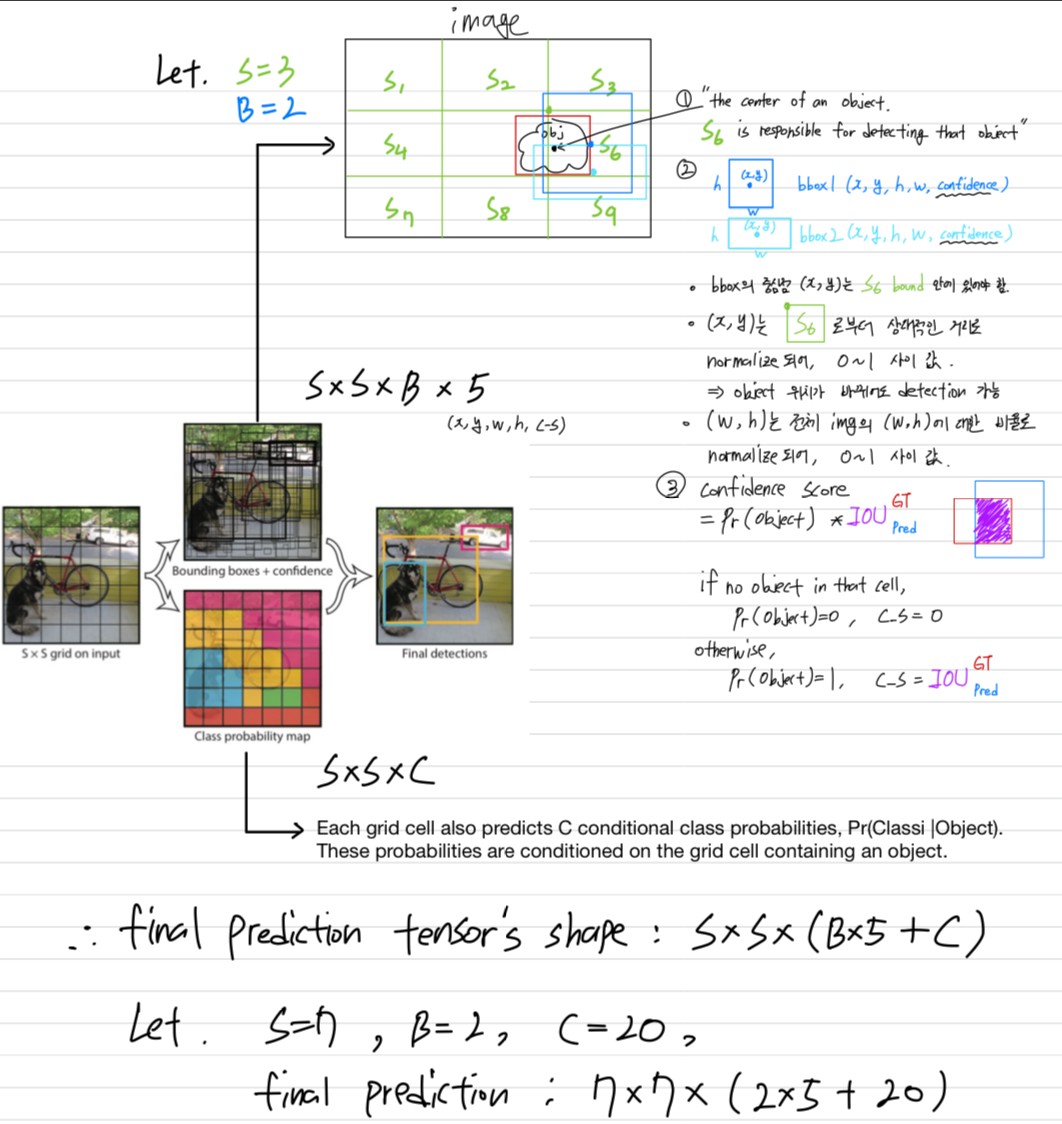 image
Let. S=3
B=2
S1 S2 S3
S4 obj S6
S7 S8 S9
① "the center of an object.
S6 is responsible for detecting that object"
② h (x,y) w bbox1 (x, y, h, w, confidence)
h (x,y) w bbox2 (x, y, h, w, confidence)
• bbox의 중심점 (x, y)는 S6 bound 안에 있어야 함.
• (x, y)는 S6 로부터 상대적인 거리로
normalize 되어, 0~1 사이 값.
⇒ object 위치가 바뀌어도 detection 가능
• (w, h)는 전체 img의 (w, h)에 대한 비율로
normalize 되어, 0~1 사이 값.
③ Confidence Score
= Pr(Object) * IOU GT Pred
if no object in that cell,
Pr(Object)=0, C-S = 0
otherwise,
Pr(Object)=1, C-S = IOU GT Pred
S×S×B×5
(x, y, w, h, C-S)
Bounding boxes + confidence
S × S grid on input
Final detections
Class probability map
S×S×C
Each grid cell also predicts C conditional class probabilities, Pr(Classi |Object).
These probabilities are conditioned on the grid cell containing an object.
∴ final prediction tensor's shape : S×S×(B×5+C)
Let. S=7, B=2, C=20,
final prediction : 7×7×(2×5+20)